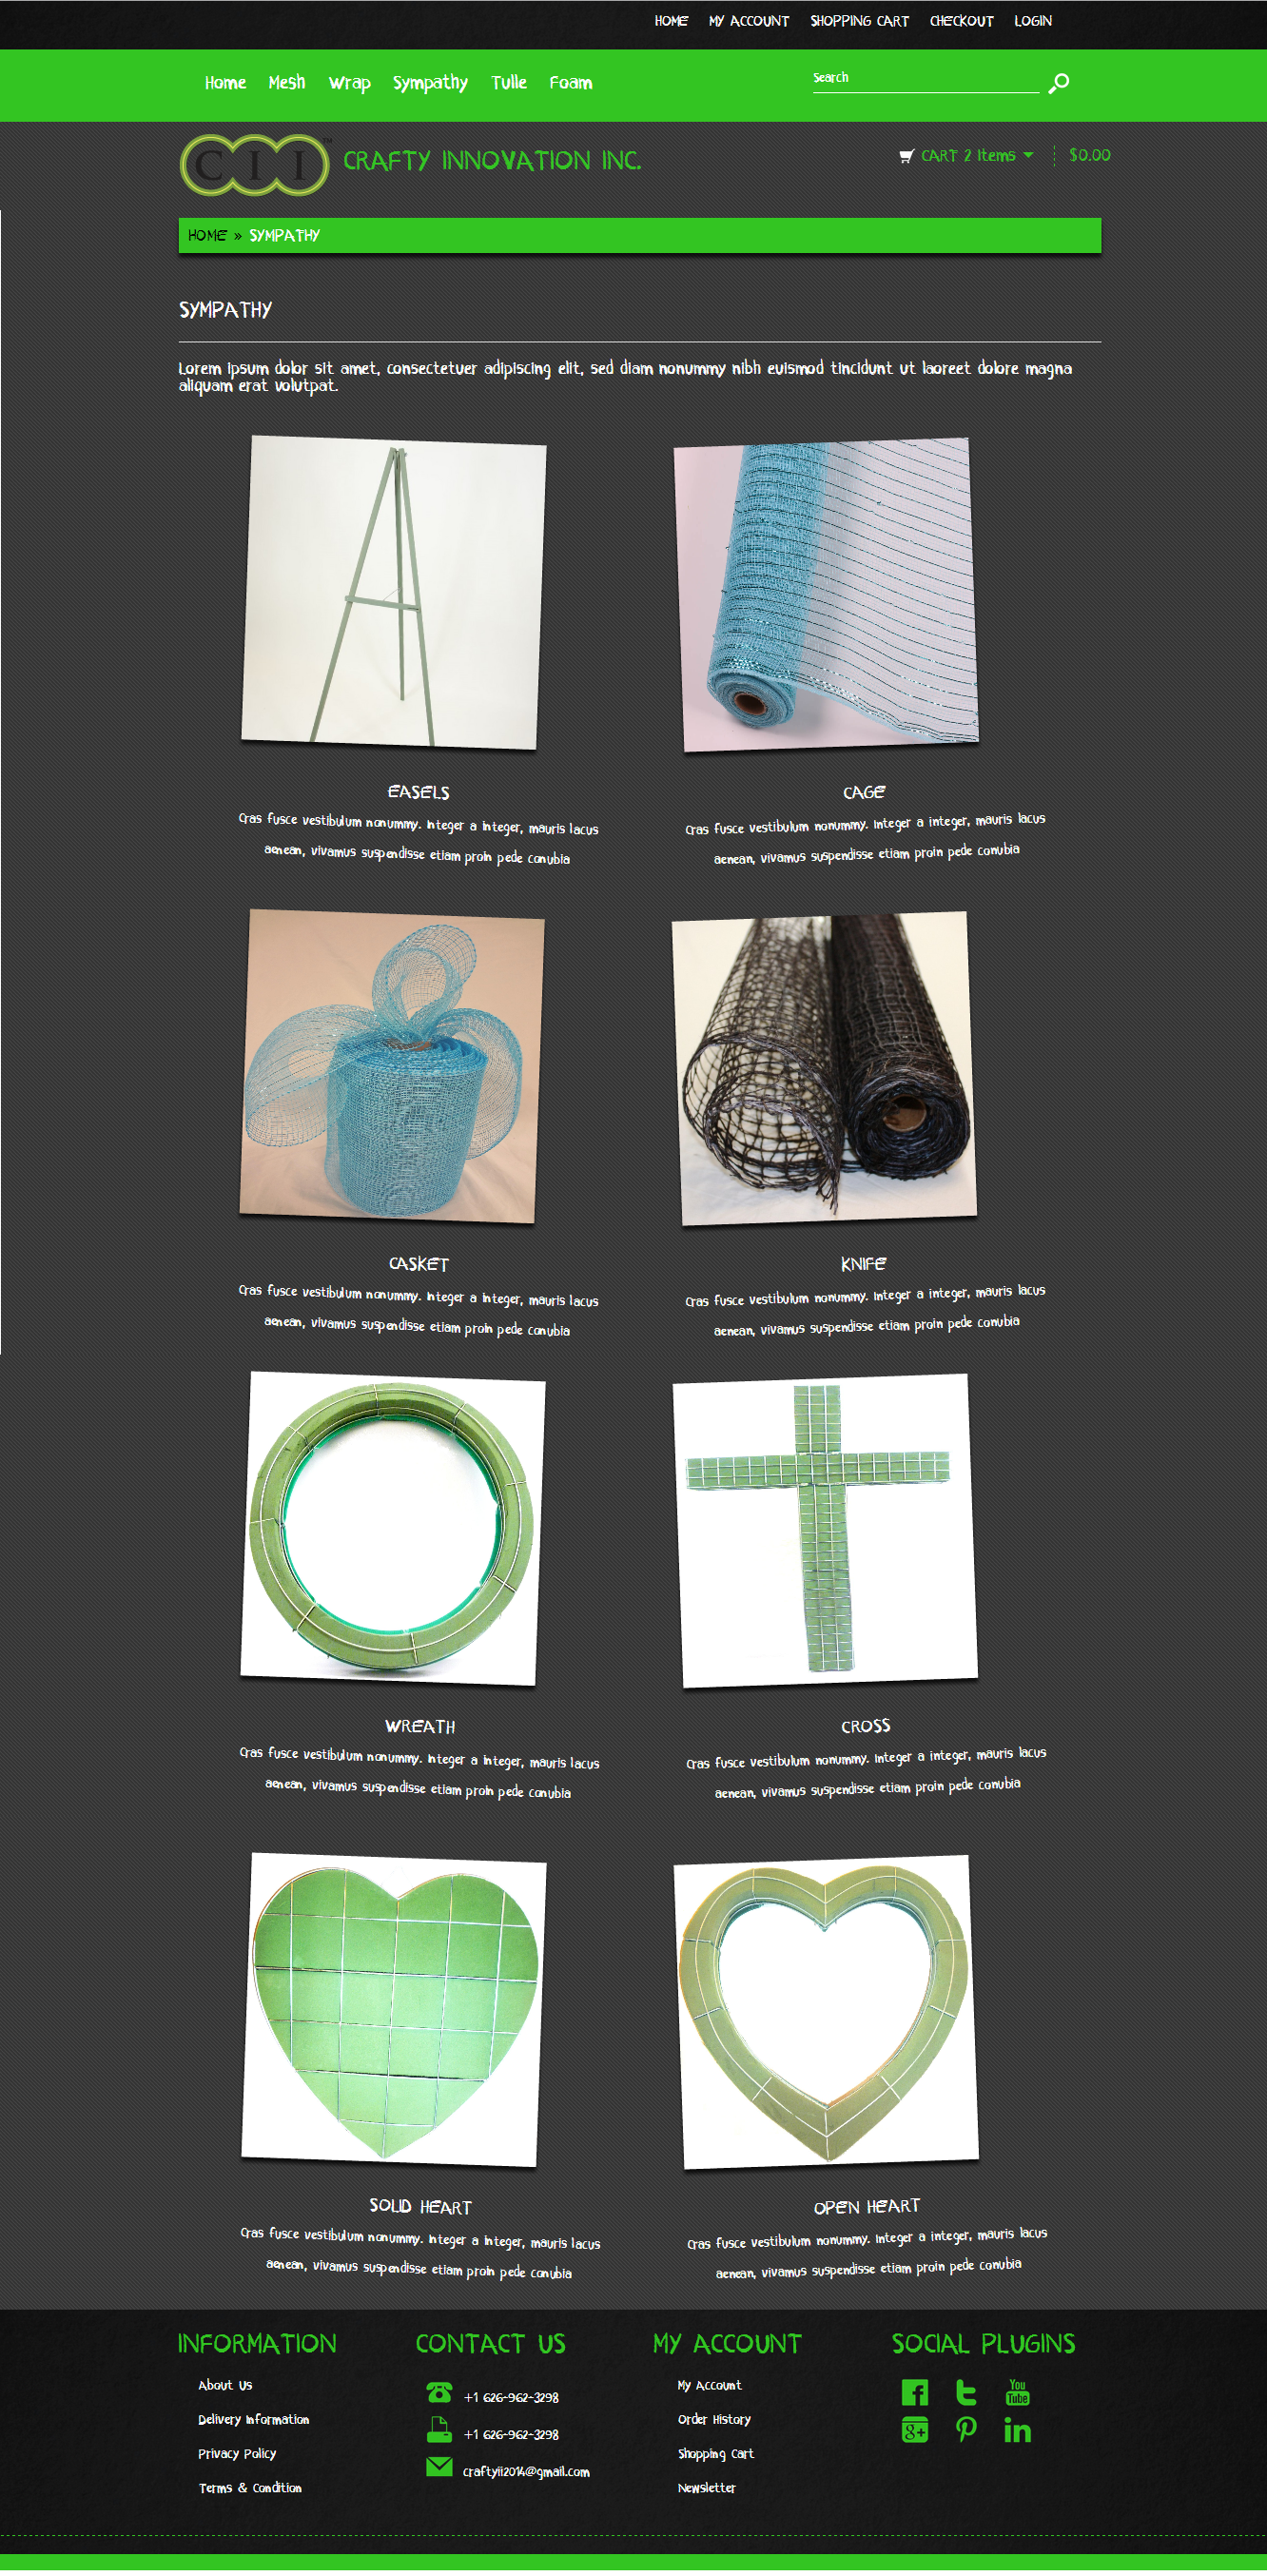 HOME MY ACCOUNT SHOPPING CART CHECKOUT LOGIN
Home Mesh Wrap Sympathy Tulle Foam Search
CII TM CRAFTY INNOVATION INC. CART 2 Items $0.00
HOME » SYMPATHY
SYMPATHY
Lorem ipsum dolor sit amet, consectetuer adipiscing elit, sed diam nonummy nibh euismod tincidunt ut laoreet dolore magna
aliquam erat volutpat.
EASELS
Cras fusce vestibulum nonummy. Integer a integer, mauris lacus
aenean, vivamus suspendisse etiam proin pede conubia
CAGE
Cras fusce vestibulum nonummy. Integer a integer, mauris lacus
aenean, vivamus suspendisse etiam proin pede conubia
CASKET
Cras fusce vestibulum nonummy. Integer a integer, mauris lacus
aenean, vivamus suspendisse etiam proin pede conubia
KNIFE
Cras fusce vestibulum nonummy. Integer a integer, mauris lacus
aenean, vivamus suspendisse etiam proin pede conubia
WREATH
Cras fusce vestibulum nonummy. Integer a integer, mauris lacus
aenean, vivamus suspendisse etiam proin pede conubia
CROSS
Cras fusce vestibulum nonummy. Integer a integer, mauris lacus
aenean, vivamus suspendisse etiam proin pede conubia
SOLID HEART
Cras fusce vestibulum nonummy. Integer a integer, mauris lacus
aenean, vivamus suspendisse etiam proin pede conubia
OPEN HEART
Cras fusce vestibulum nonummy. Integer a integer, mauris lacus
aenean, vivamus suspendisse etiam proin pede conubia
INFORMATION
About Us
Delivery Information
Privacy Policy
Terms & Condition
CONTACT US
+1 626-962-3298
+1 626-962-3298
craftyii2014@gmail.com
MY ACCOUNT
My Account
Order History
Shopping Cart
Newsletter
SOCIAL PLUGINS
You
Tube
g+
in